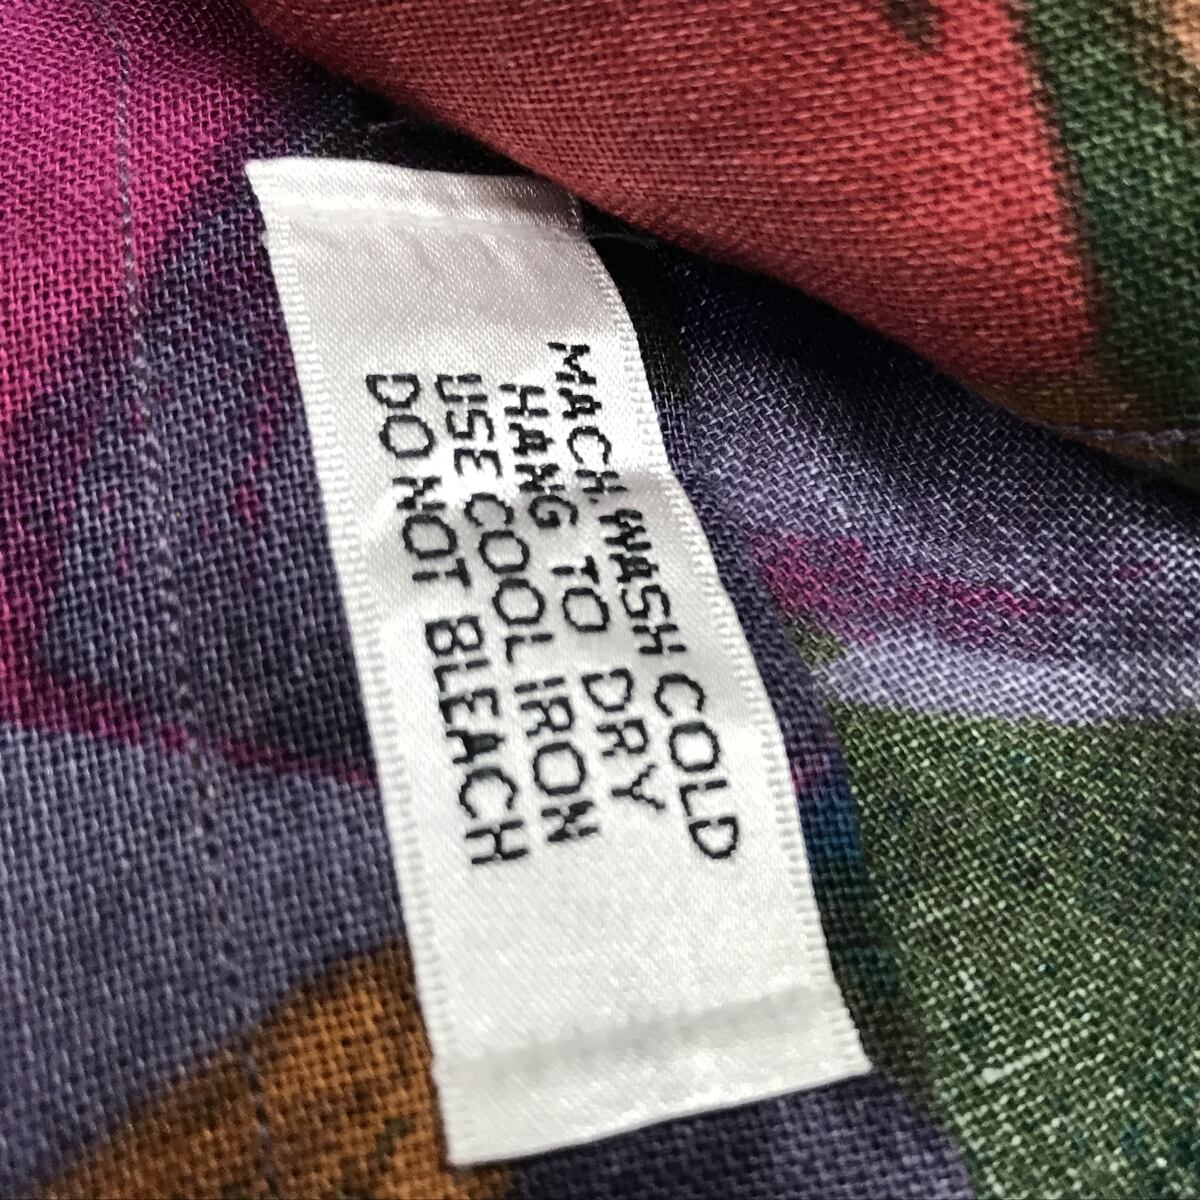 MACH. WASH COLD
HANG TO DRY
USE COOL IRON
DO NOT BLEACH